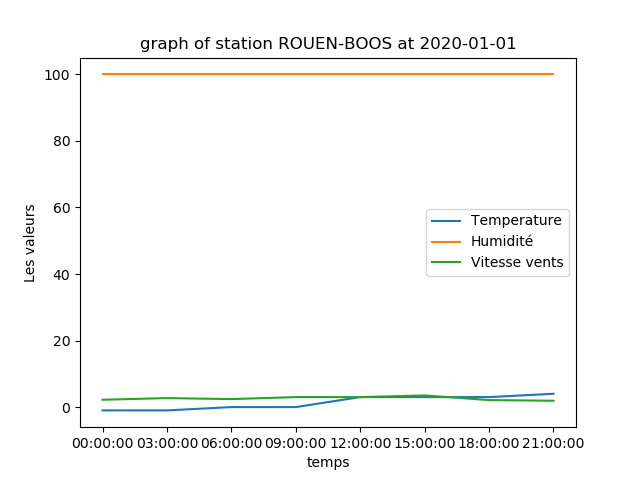 graph of station ROUEN-BOOS at 2020-01-01
100
80
60
40
20
0
Les valeurs
Temperature
Humidité
Vitesse vents
00:00:00 03:00:00 06:00:00 09:00:00 12:00:00 15:00:00 18:00:00 21:00:00
temps